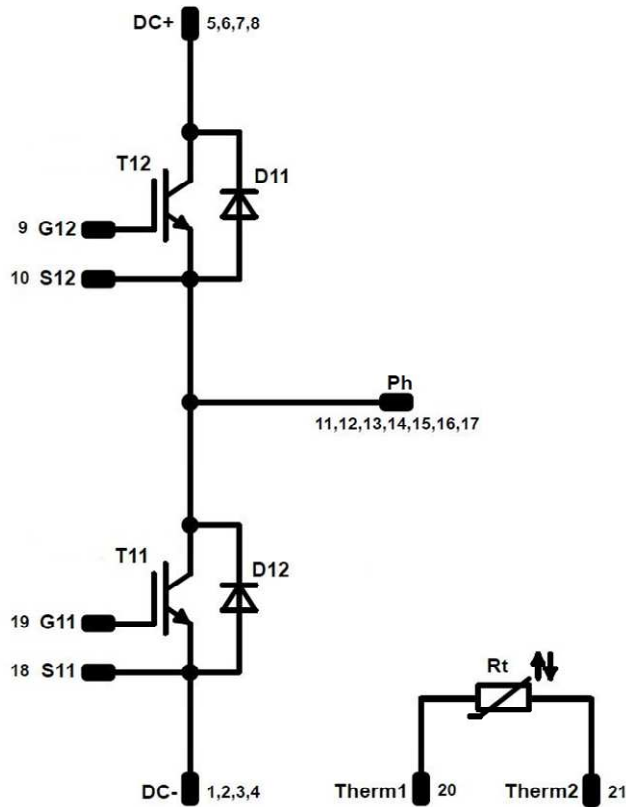 DC+ 5,6,7,8
T12
D11
9 G12
10 S12
Ph
11,12,13,14,15,16,17
T11
D12
19 G11
18 S11
Rt
DC- 1,2,3,4
Therm1 20
Therm2 21